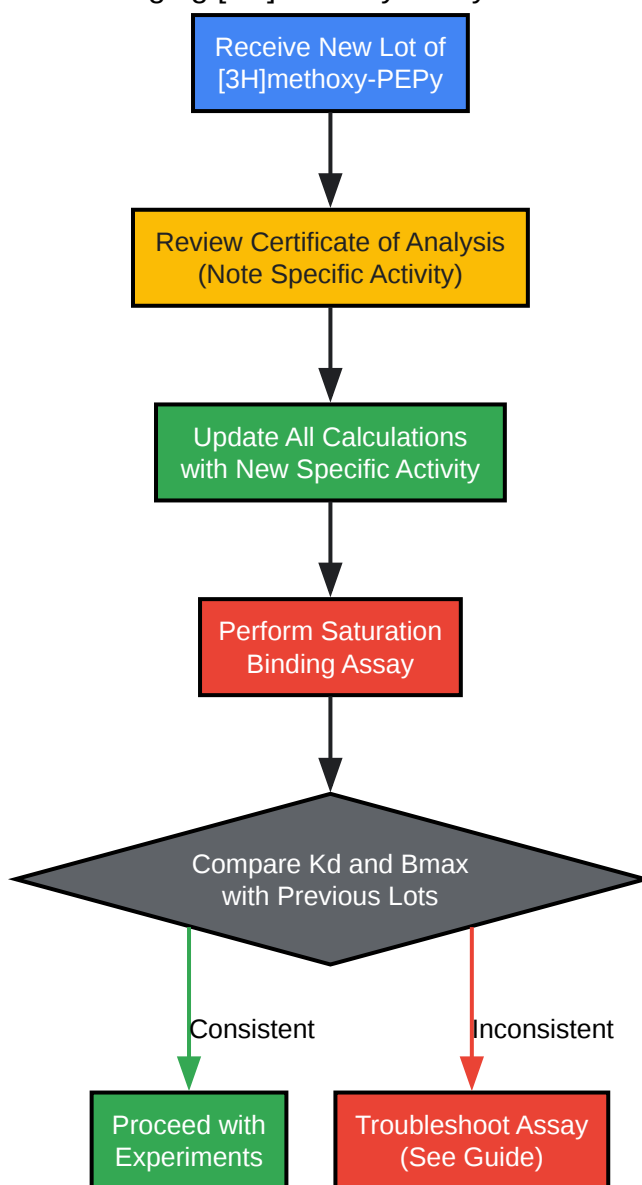 Receive New Lot of
[3H]methoxy-PEPy
Review Certificate of Analysis
(Note Specific Activity)
Update All Calculations
with New Specific Activity
Perform Saturation
Binding Assay
Compare Kd and Bmax
with Previous Lots
Consistent
Inconsistent
Proceed with
Experiments
Troubleshoot Assay
(See Guide)